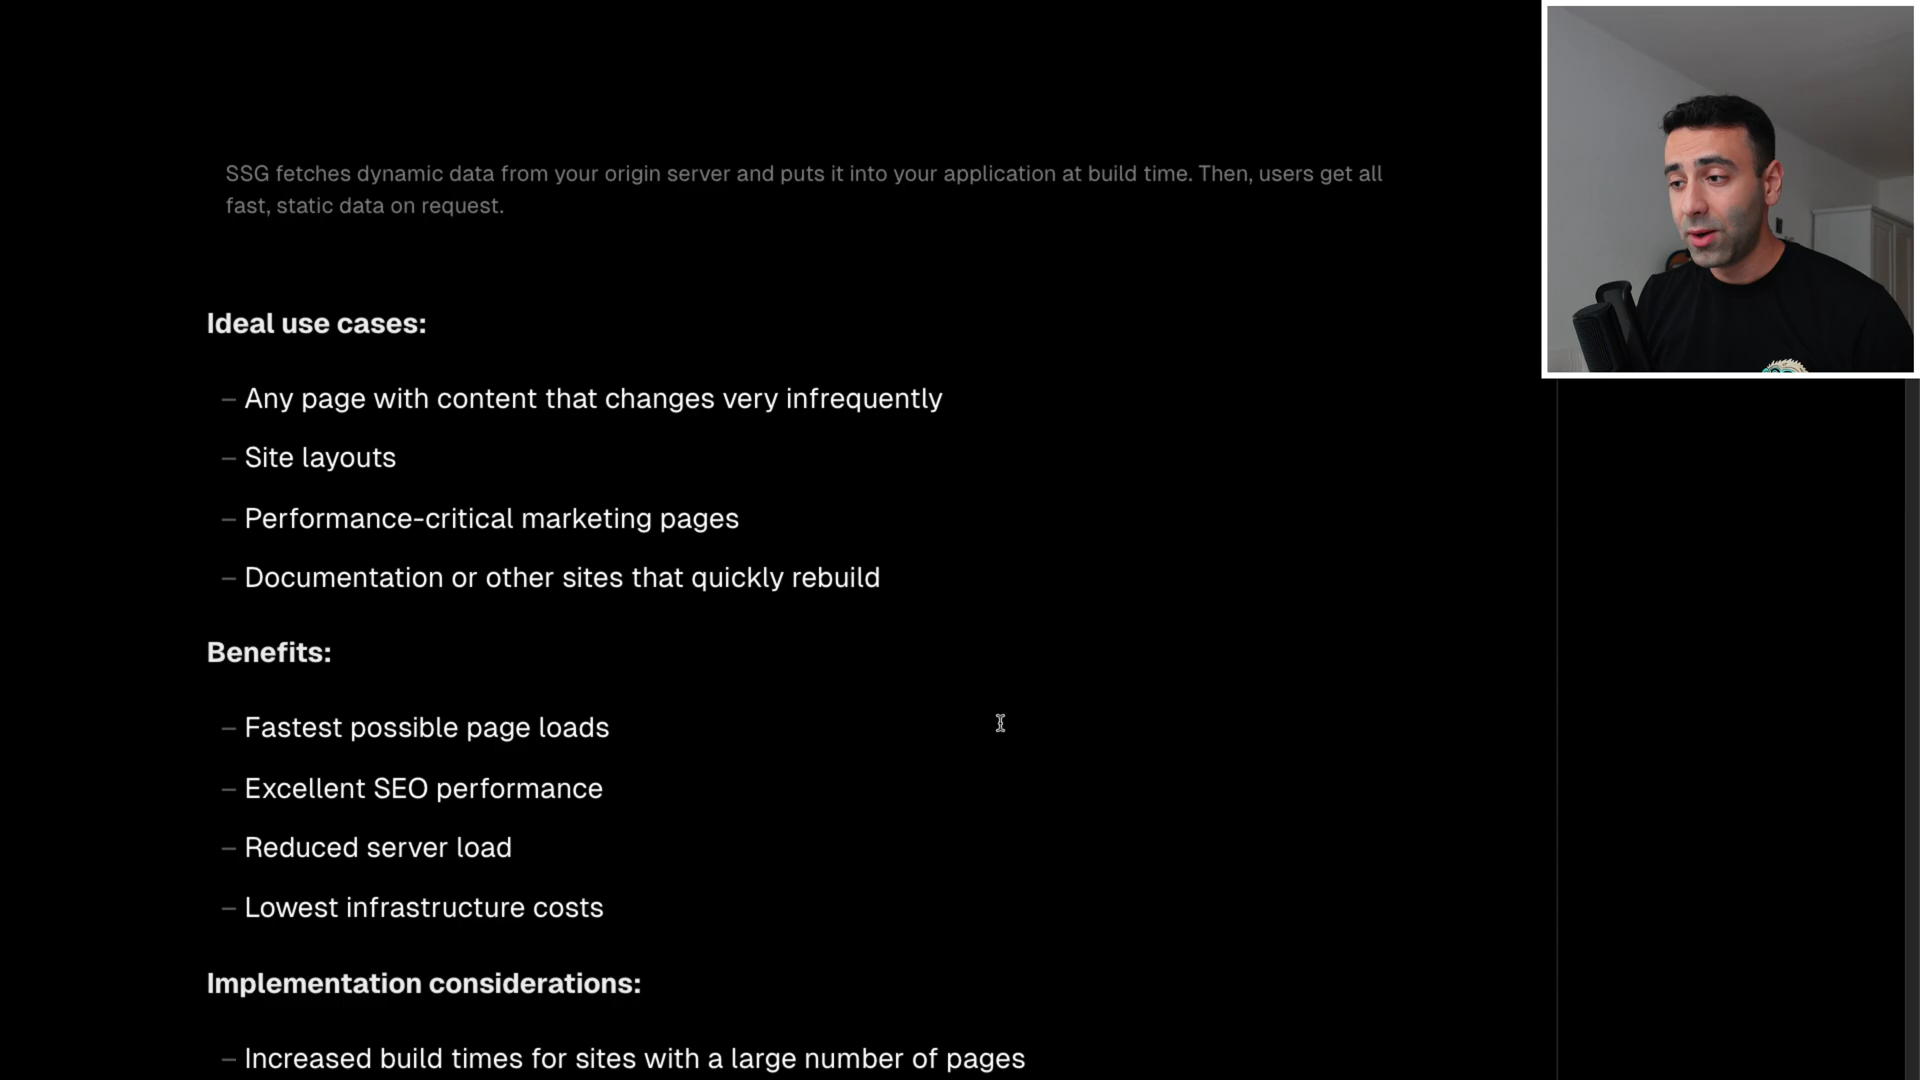 SSG fetches dynamic data from your origin server and puts it into your application at build time. Then, users get all
fast, static data on request.
Ideal use cases:
– Any page with content that changes very infrequently
– Site layouts
– Performance-critical marketing pages
– Documentation or other sites that quickly rebuild
Benefits:
– Fastest possible page loads
– Excellent SEO performance
– Reduced server load
– Lowest infrastructure costs
Implementation considerations:
– Increased build times for sites with a large number of pages